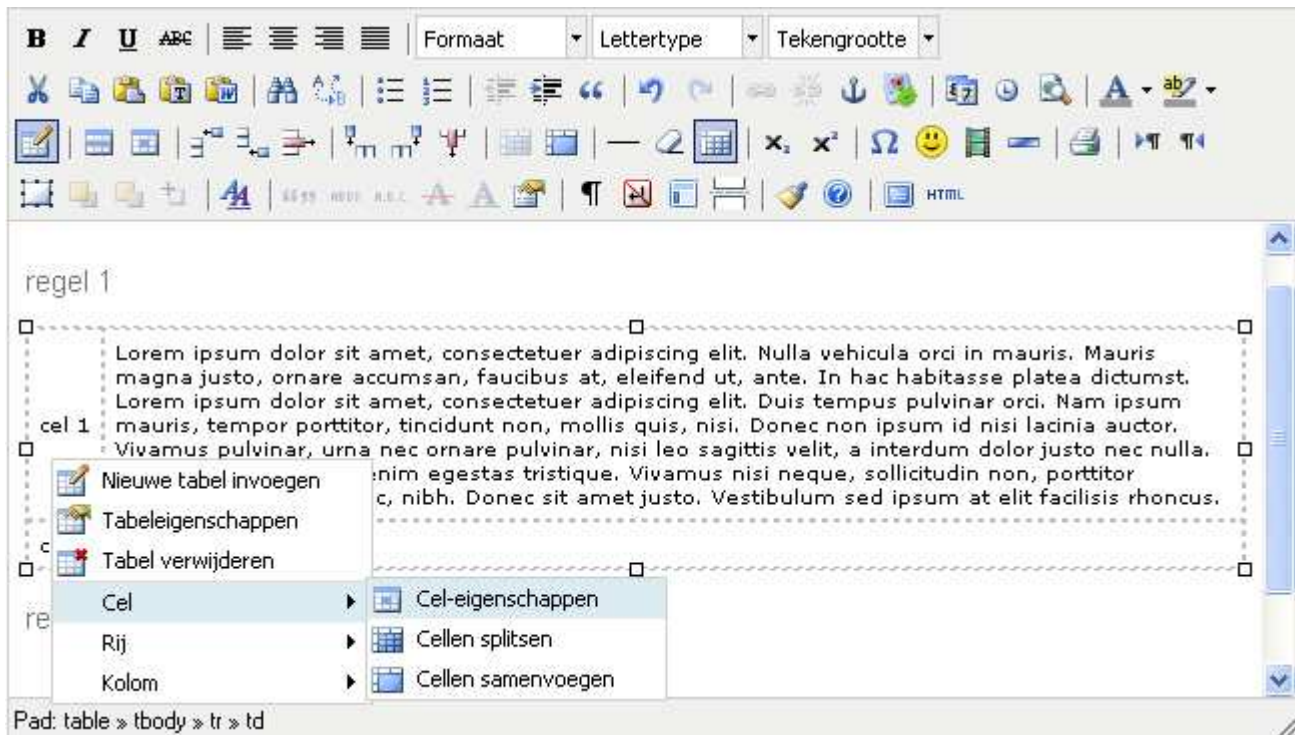 B I U ABC Formaat Lettertype Tekengrootte
HTML
regel 1
Lorem ipsum dolor sit amet, consectetuer adipiscing elit. Nulla vehicula orci in mauris. Mauris
magna justo, ornare accumsan, faucibus at, eleifend ut, ante. In hac habitasse platea dictumst.
Lorem ipsum dolor sit amet, consectetuer adipiscing elit. Duis tempus pulvinar orci. Nam ipsum
cel 1 mauris, tempor porttitor, tincidunt non, mollis quis, nisi. Donec non ipsum id nisi lacinia auctor.
Vivamus pulvinar, urna nec ornare pulvinar, nisi leo sagittis velit, a interdum dolor justo nec nulla.
enim egestas tristique. Vivamus nisi neque, sollicitudin non, porttitor
c, nibh. Donec sit amet justo. Vestibulum sed ipsum at elit facilisis rhoncus.
c
re
Nieuwe tabel invoegen
Tabeleigenschappen
Tabel verwijderen
Cel
Rij
Kolom
Cel-eigenschappen
Cellen splitsen
Cellen samenvoegen
Pad: table » tbody » tr » td